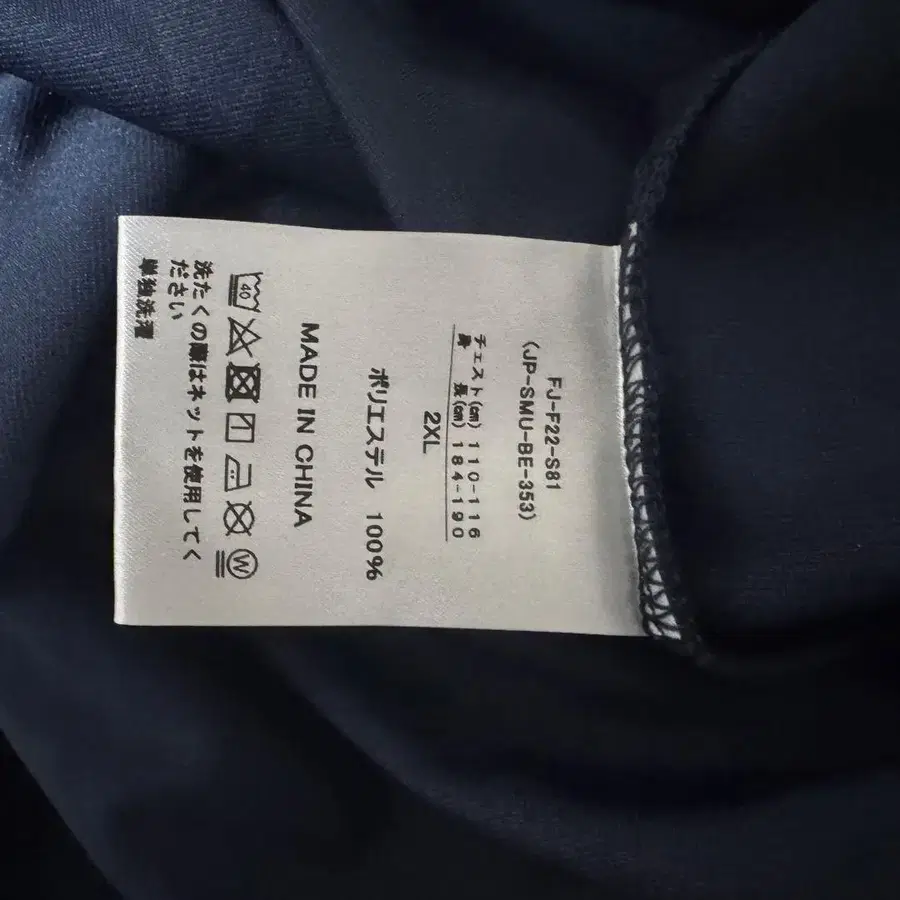 FJ-F22-S81
(JP-SMU-BE-353)
チェスト(cm) 110-116
身 長(cm) 184-190
2XL
ポリエステル 100%
MADE IN CHINA
40
W
洗たくの際はネットを使用してく
ださい
単独洗濯